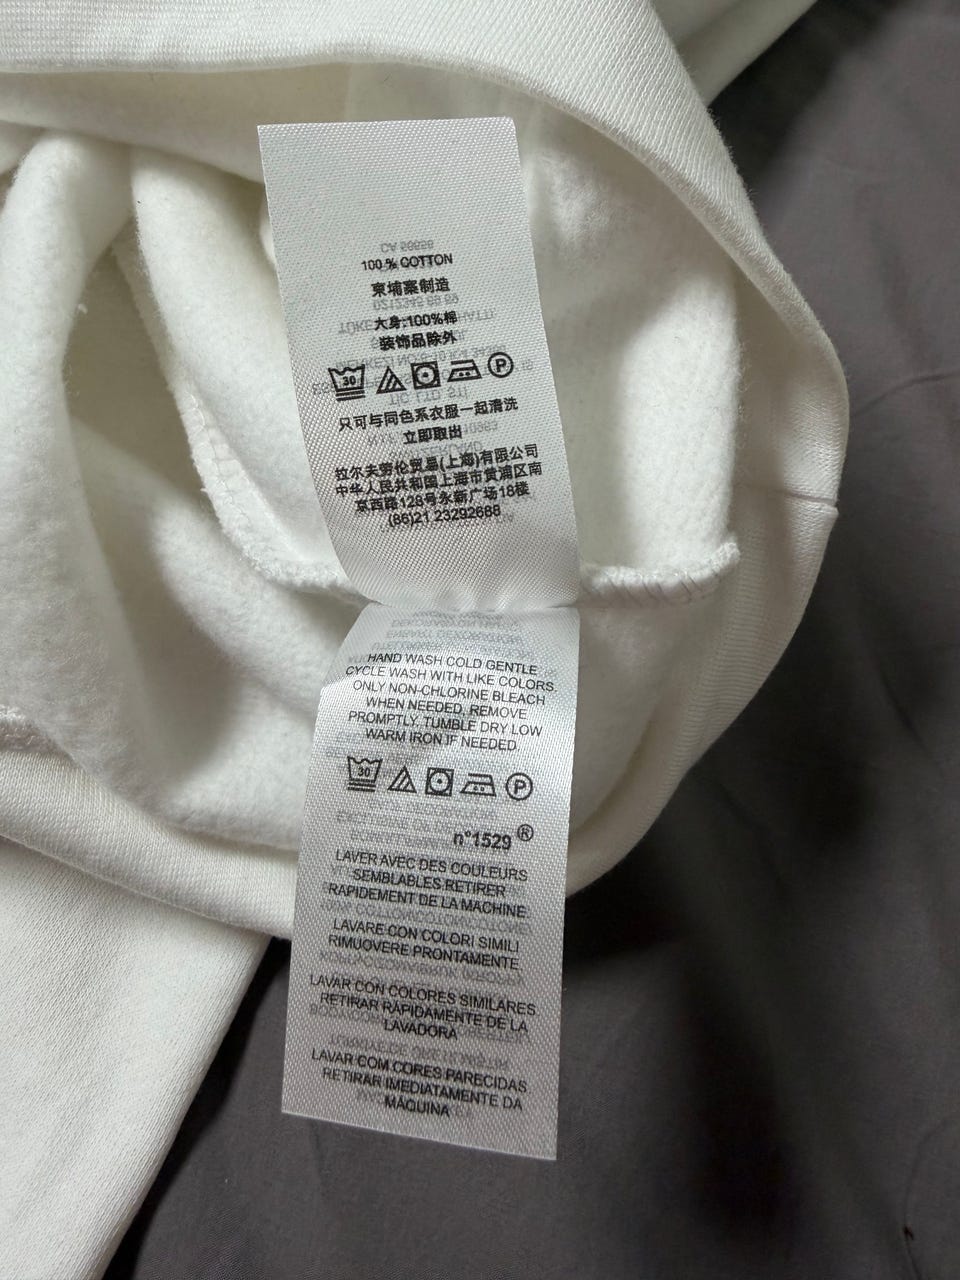 CA 56656
100 % COTTON
柬埔寨制造
大身:100%棉
装饰品除外
30
P
只可与同色系衣服一起清洗
立即取出
拉尔夫劳伦贸易(上海)有限公司
中华人民共和国上海市黄浦区南
京西路128号永新广场18楼
(86)21 23292688
HAND WASH COLD GENTLE
CYCLE WASH WITH LIKE COLORS.
ONLY NON-CHLORINE BLEACH
WHEN NEEDED. REMOVE
PROMPTLY. TUMBLE DRY LOW
WARM IRON IF NEEDED.
30
P
n°1529®
LAVER AVEC DES COULEURS
SEMBLABLES RETIRER
RAPIDEMENT DE LA MACHINE
LAVARE CON COLORI SIMILI
RIMUOVERE PRONTAMENTE
LAVAR CON COLORES SIMILARES
RETIRAR RÁPIDAMENTE DE LA
LAVADORA
LAVAR COM CORES PARECIDAS
RETIRAR IMEDIATAMENTE DA
MÁQUINA